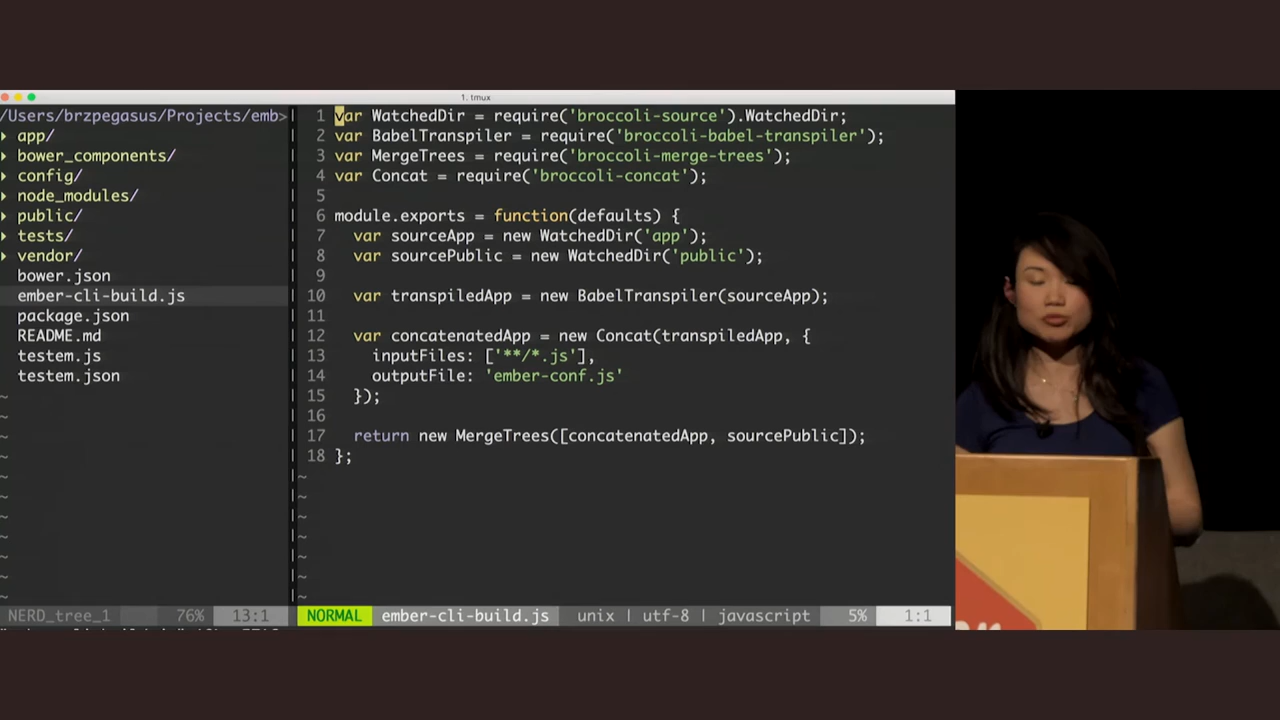 1. tmux
/Users/brzpegasus/Projects/emb>
▸ app/
▸ bower_components/
▸ config/
▸ node_modules/
▸ public/
▸ tests/
▸ vendor/
bower.json
ember-cli-build.js
package.json
README.md
testem.js
testem.json
~
~
~
~
~
~
~
~
~
~
~
NERD_tree_1 76% 13:1
1 var WatchedDir = require('broccoli-source').WatchedDir;
2 var BabelTranspiler = require('broccoli-babel-transpiler');
3 var MergeTrees = require('broccoli-merge-trees');
4 var Concat = require('broccoli-concat');
5
6 module.exports = function(defaults) {
7 var sourceApp = new WatchedDir('app');
8 var sourcePublic = new WatchedDir('public');
9
10 var transpiledApp = new BabelTranspiler(sourceApp);
11
12 var concatenatedApp = new Concat(transpiledApp, {
13 inputFiles: ['**/*.js'],
14 outputFile: 'ember-conf.js'
15 });
16
17 return new MergeTrees([concatenatedApp, sourcePublic]);
18 };
~
~
~
~
~
~
~
NORMAL ember-cli-build.js unix | utf-8 | javascript 5% 1:1